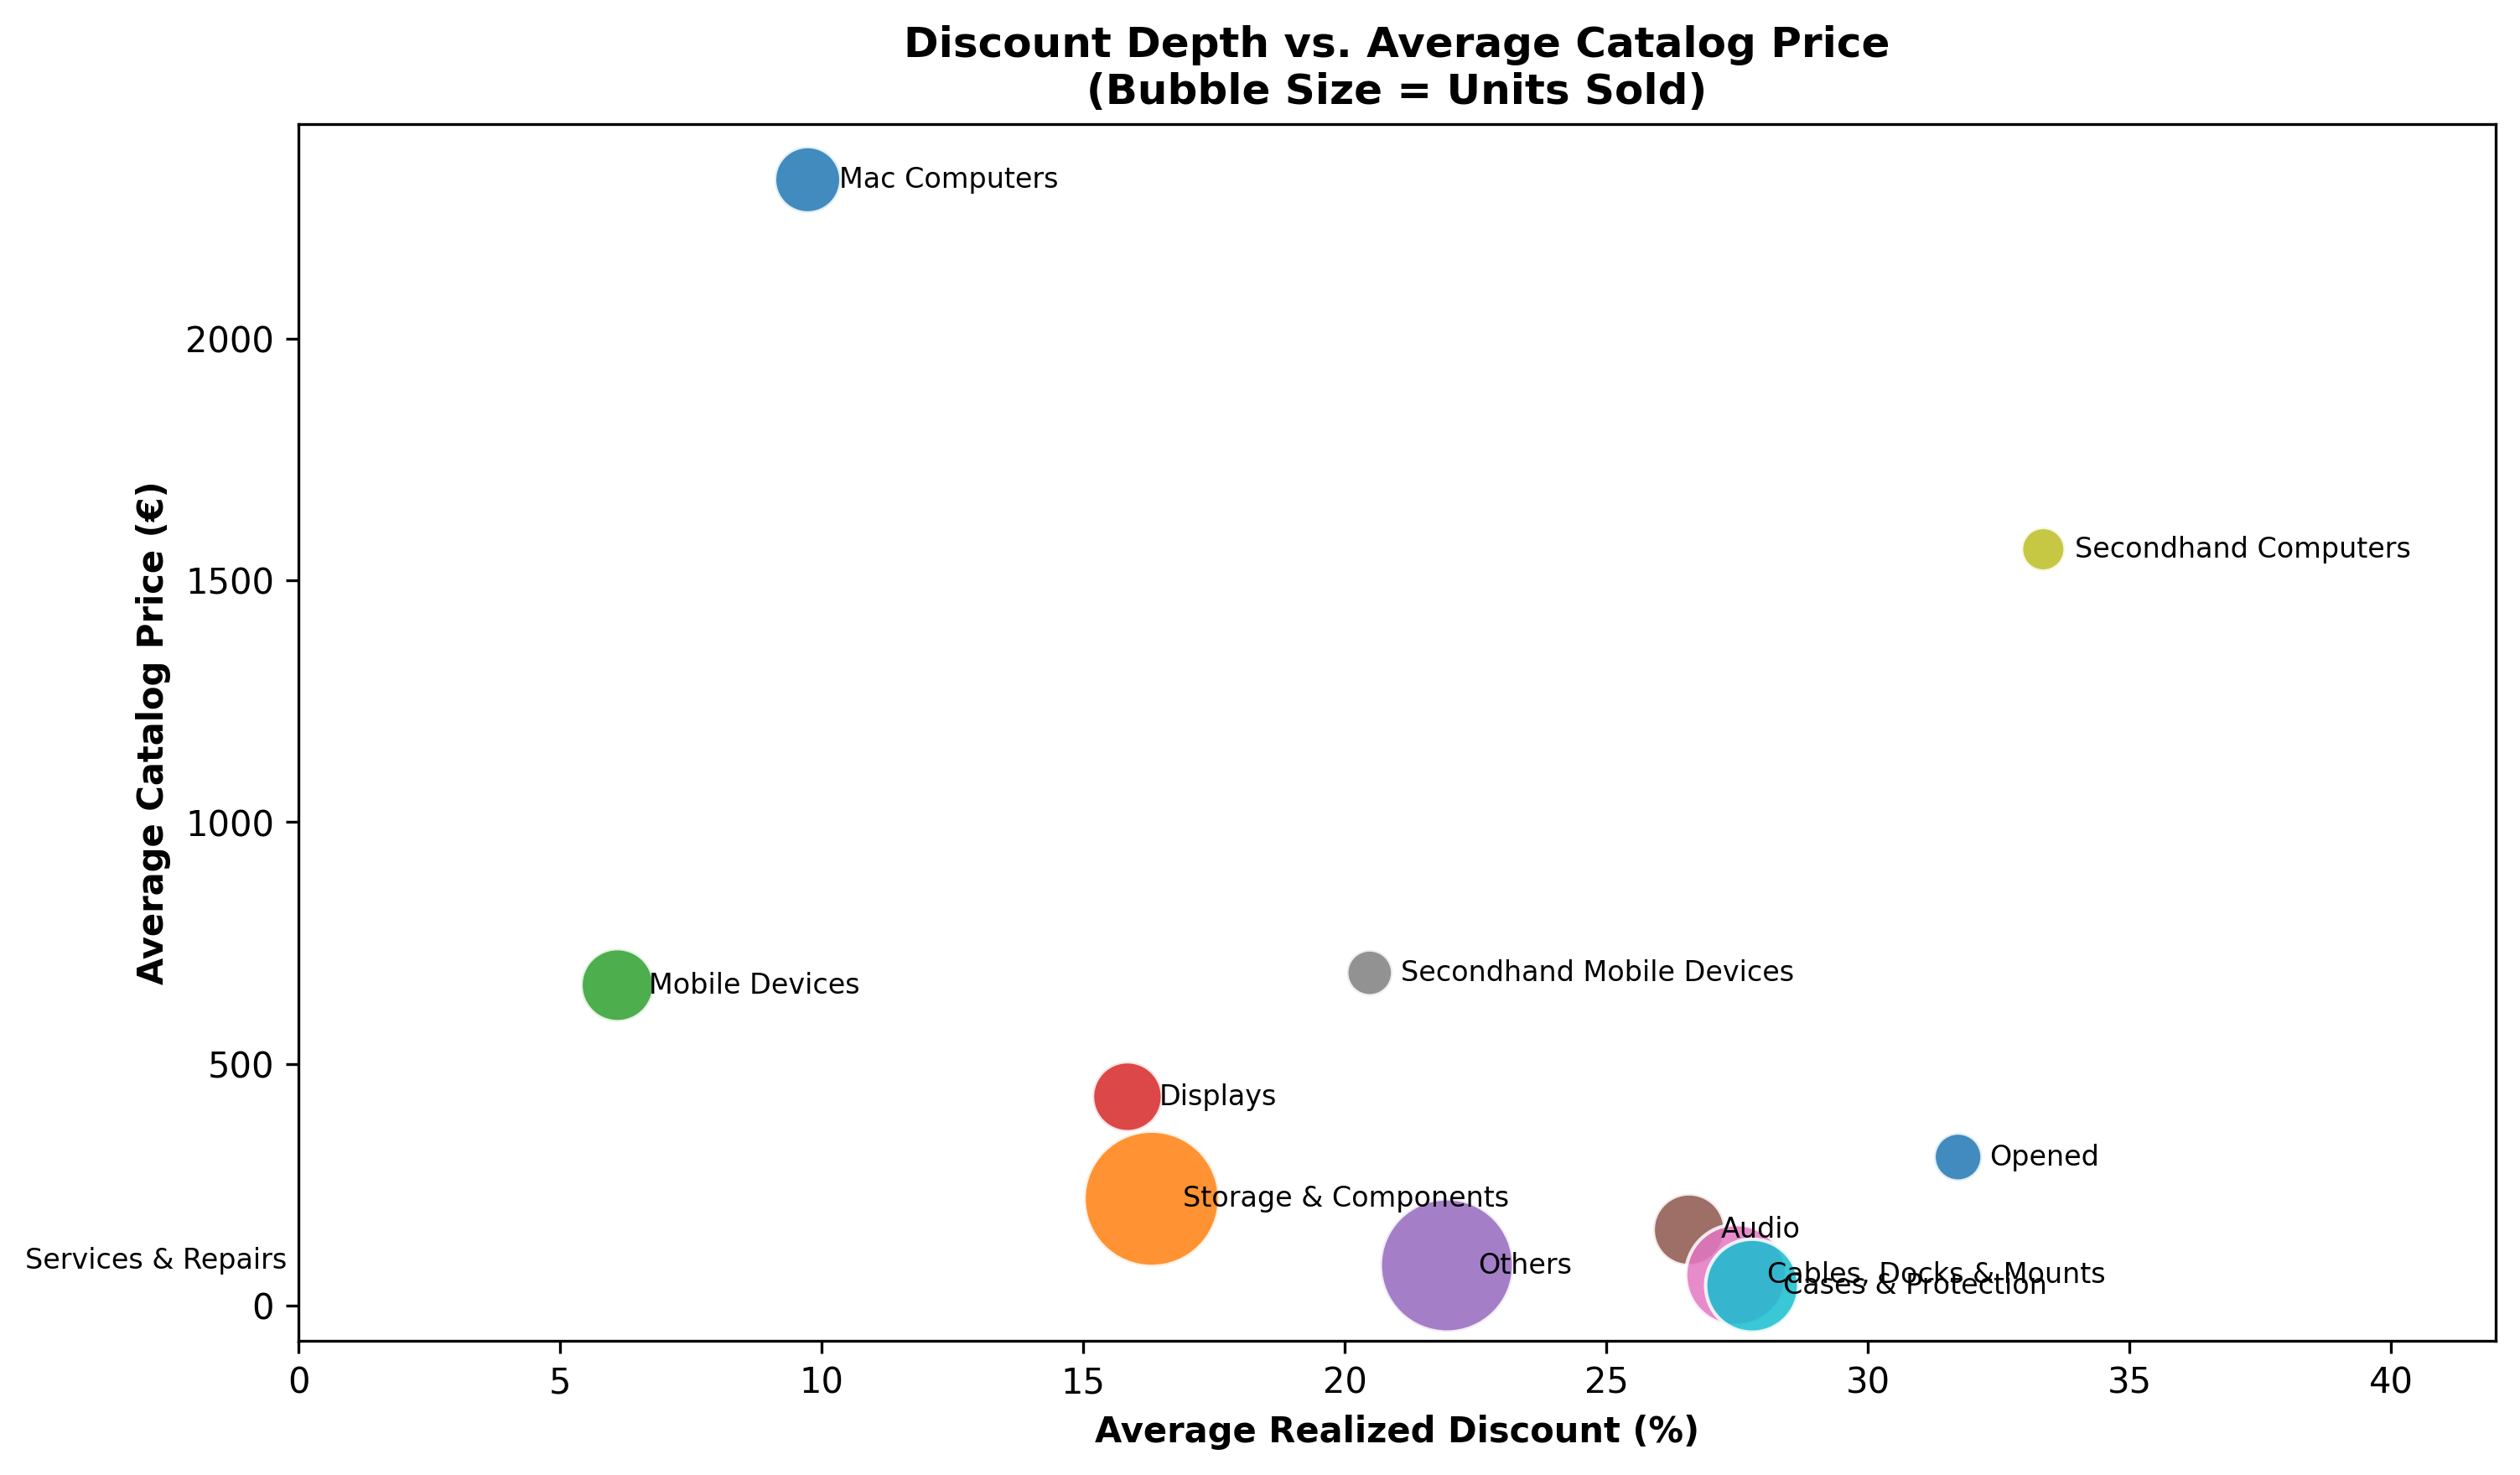 Discount Depth vs. Average Catalog Price
(Bubble Size = Units Sold)
Average Catalog Price (€)
2000
1500
1000
500
0
Mac Computers
Secondhand Computers
Mobile Devices
Secondhand Mobile Devices
Displays
Opened
Storage & Components
Audio
Services & Repairs
Others
Cables, Docks & Mounts
Cases & Protection
0 5 10 15 20 25 30 35 40
Average Realized Discount (%)